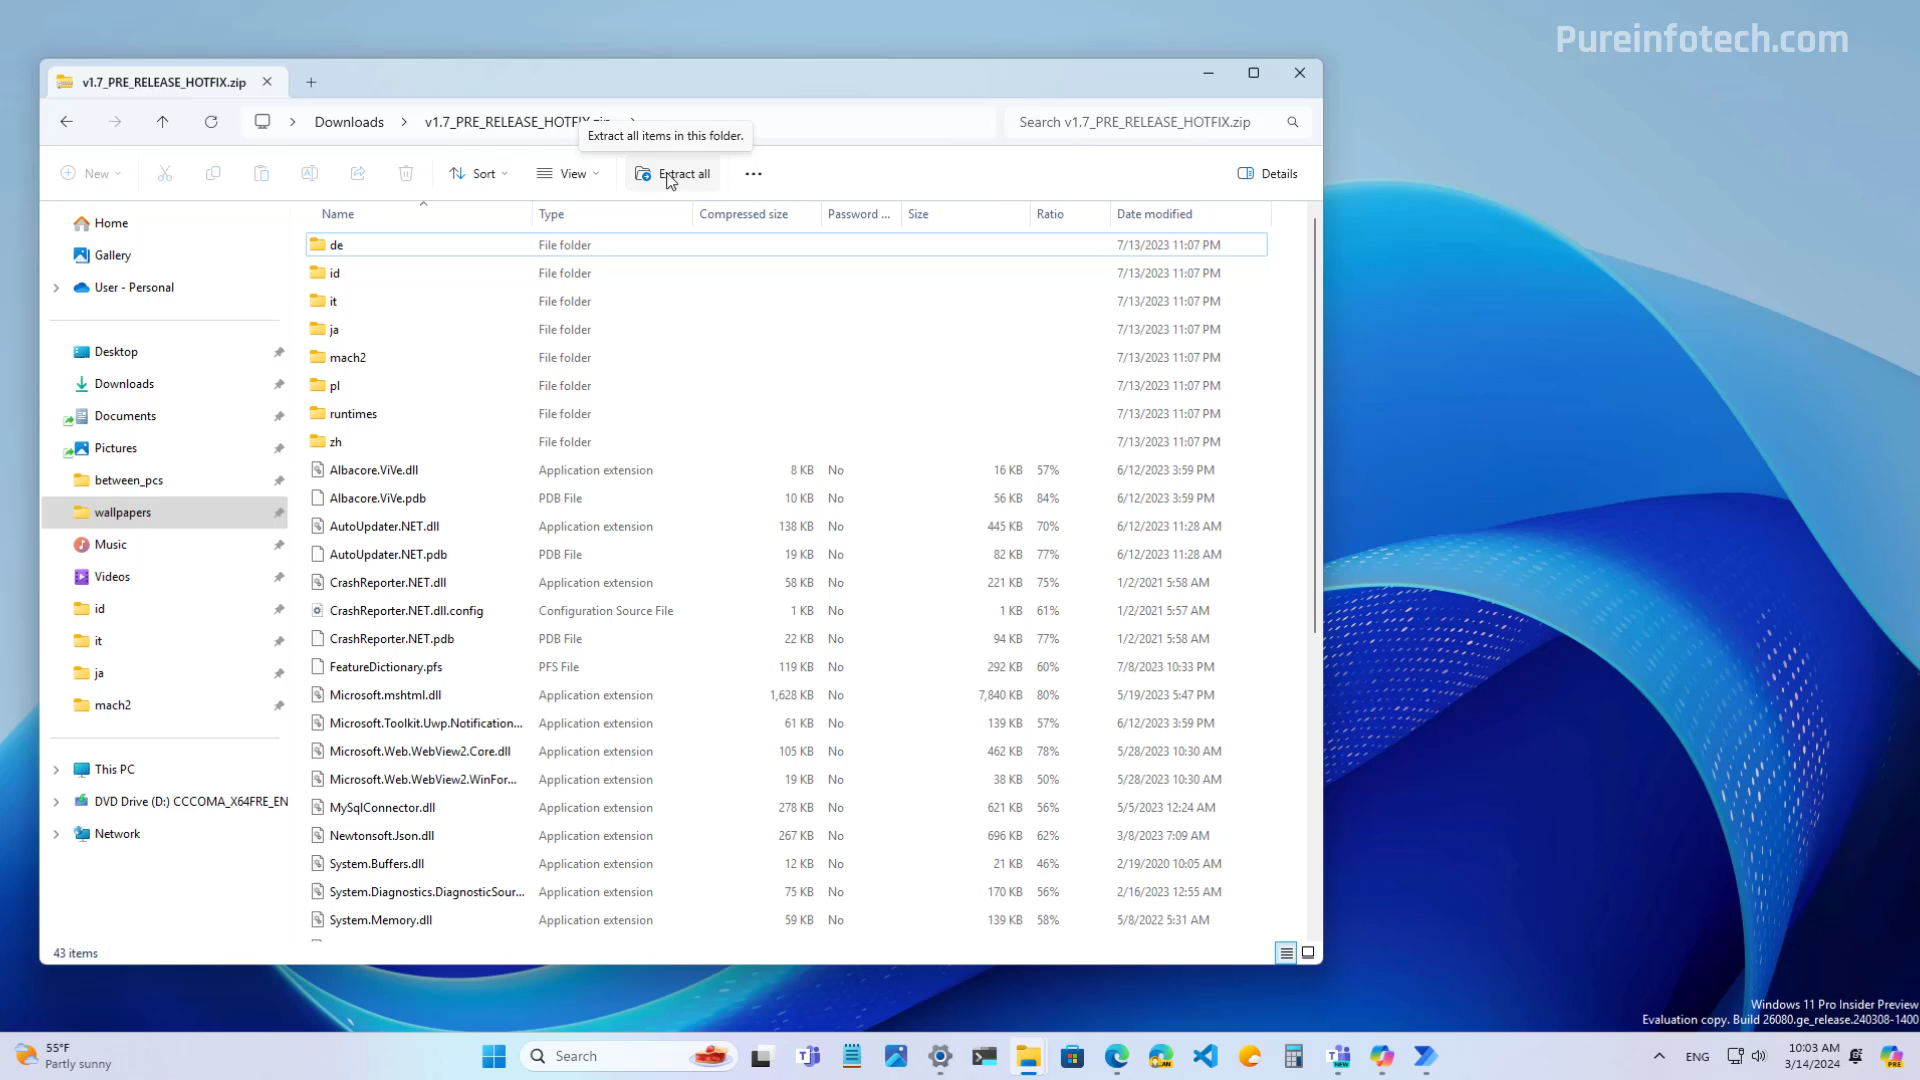 Pureinfotech.com
v1.7_PRE_RELEASE_HOTFIX.zip
Downloads
v1.7_PRE_RELEASE_HOTFIX.zip
Search v1.7_PRE_RELEASE_HOTFIX.zip
Extract all items in this folder.
New
Sort
View
Extract all
Details
Name Type Compressed size Password ... Size Ratio Date modified
Home
Gallery
User - Personal
Desktop
Downloads
Documents
Pictures
between_pcs
wallpapers
Music
Videos
id
it
ja
mach2
This PC
DVD Drive (D:) CCCOMA_X64FRE_EN
Network
de File folder 7/13/2023 11:07 PM
id File folder 7/13/2023 11:07 PM
it File folder 7/13/2023 11:07 PM
ja File folder 7/13/2023 11:07 PM
mach2 File folder 7/13/2023 11:07 PM
pl File folder 7/13/2023 11:07 PM
runtimes File folder 7/13/2023 11:07 PM
zh File folder 7/13/2023 11:07 PM
Albacore.ViVe.dll Application extension 8 KB No 16 KB 57% 6/12/2022 3:59 PM
Albacore.ViVe.pdb PDB File 10 KB No 56 KB 84% 6/12/2022 3:59 PM
AutoUpdater.NET.dll Application extension 138 KB No 445 KB 70% 6/12/2022 11:28 AM
AutoUpdater.NET.pdb PDB File 19 KB No 82 KB 77% 6/12/2022 11:28 AM
CrashReporter.NET.dll Application extension 58 KB No 221 KB 75% 1/2/2021 5:58 AM
CrashReporter.NET.dll.config Configuration Source File 1 KB No 1 KB 61% 1/2/2021 5:57 AM
CrashReporter.NET.pdb PDB File 22 KB No 94 KB 77% 1/2/2021 5:58 AM
FeatureDictionary.pfs PFS File 119 KB No 292 KB 60% 7/8/2023 10:33 PM
Microsoft.mshtml.dll Application extension 1,628 KB No 7,840 KB 80% 5/19/2023 5:47 PM
Microsoft.Toolkit.Uwp.Notification... Application extension 61 KB No 139 KB 57% 6/12/2022 3:59 PM
Microsoft.Web.WebView2.Core.dll Application extension 105 KB No 462 KB 78% 5/28/2023 10:30 AM
Microsoft.Web.WebView2.WinFor... Application extension 19 KB No 38 KB 50% 5/28/2023 10:30 AM
MySqlConnector.dll Application extension 278 KB No 621 KB 56% 5/5/2023 12:24 AM
Newtonsoft.Json.dll Application extension 267 KB No 696 KB 62% 3/8/2023 7:09 AM
System.Buffers.dll Application extension 12 KB No 21 KB 46% 2/19/2020 10:05 AM
System.Diagnostics.DiagnosticSour... Application extension 75 KB No 170 KB 56% 2/16/2023 12:55 AM
System.Memory.dll Application extension 59 KB No 139 KB 58% 5/8/2022 5:31 AM
43 items
Windows 11 Pro Insider Preview
Evaluation copy. Build 26080.ge_release.240308-1400
55°F
Partly sunny
Search
ENG
10:03 AM
3/14/2024